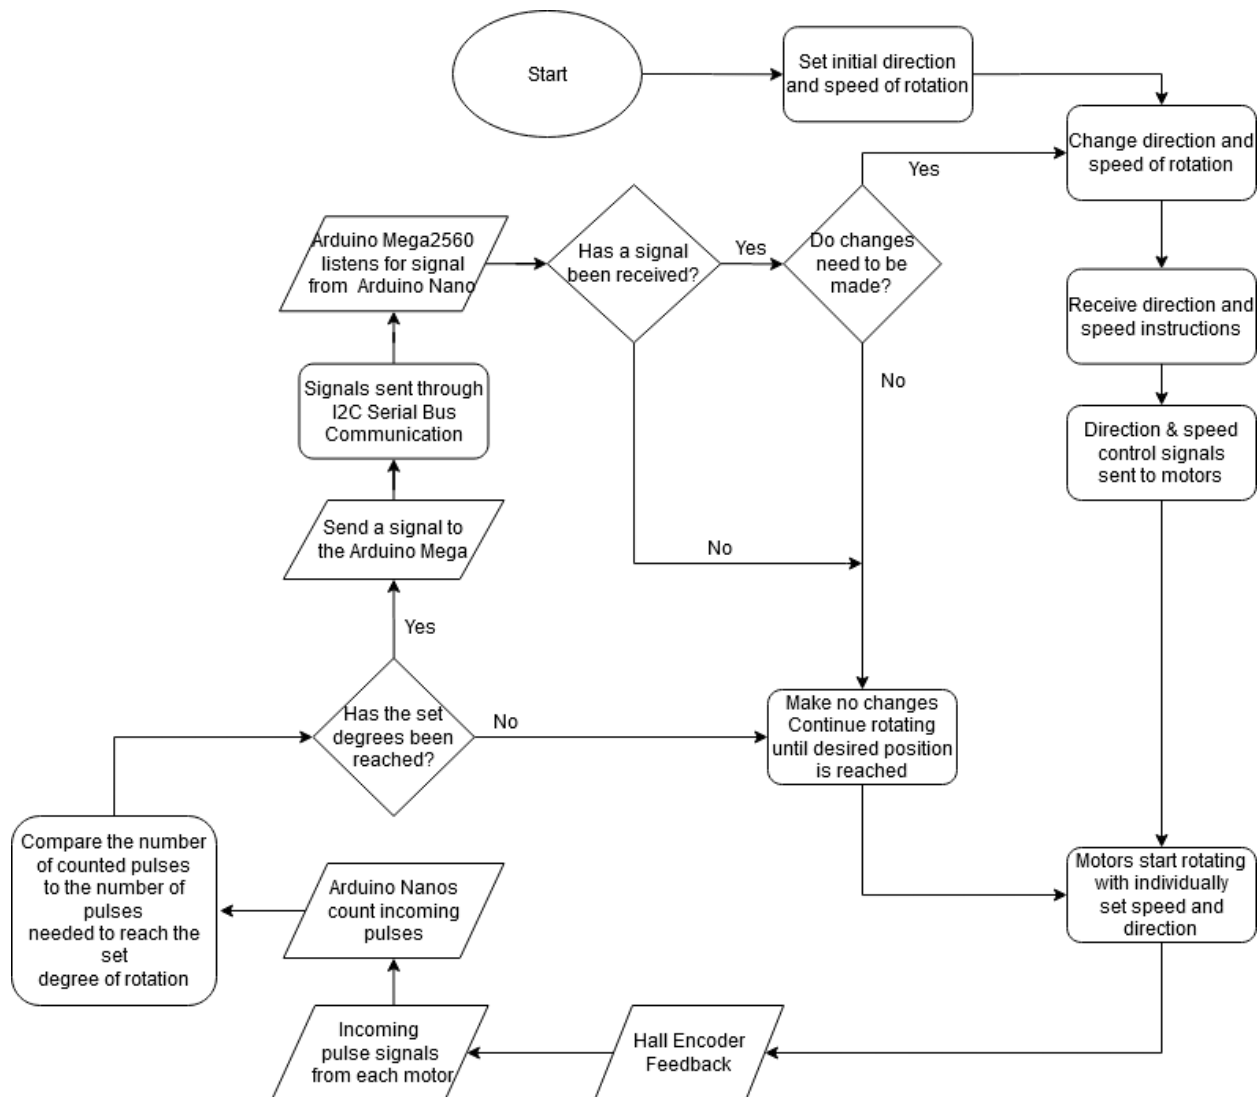 Start
Set initial direction
and speed of rotation
Change direction and
speed of rotation
Yes
Arduino Mega2560
listens for signal
from Arduino Nano
Has a signal
been received?
Yes
Do changes
need to be
made?
Receive direction and
speed instructions
Signals sent through
I2C Serial Bus
Communication
No
Direction & speed
control signals
sent to motors
Send a signal to
the Arduino Mega
No
Yes
Has the set
degrees been
reached?
No
Make no changes
Continue rotating
until desired position
is reached
Compare the number
of counted pulses
to the number of
pulses
needed to reach the
set
degree of rotation
Arduino Nanos
count incoming
pulses
Motors start rotating
with individually
set speed and
direction
Incoming
pulse signals
from each motor
Hall Encoder
Feedback